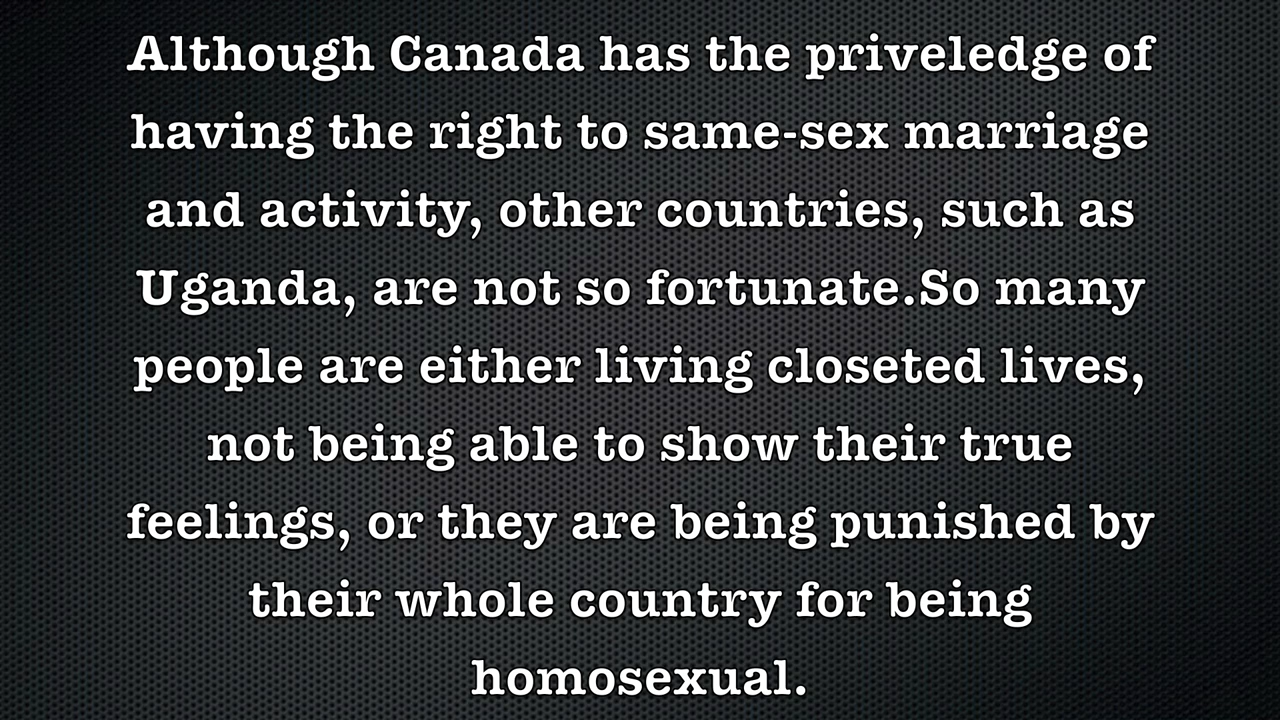 Although Canada has the priveledge of
having the right to same-sex marriage
and activity, other countries, such as
Uganda, are not so fortunate.So many
people are either living closeted lives,
not being able to show their true
feelings, or they are being punished by
their whole country for being
homosexual.